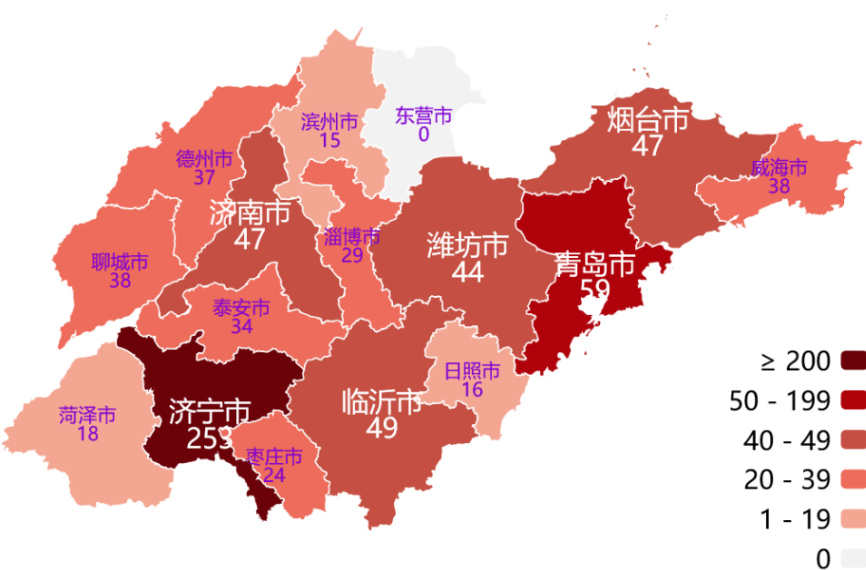 烟台市
47
滨州市
15
东营市
0
德州市
37
威海市
38
济南市
47
淄博市
29
潍坊市
44
青岛市
59
聊城市
38
泰安市
34
日照市
16
菏泽市
18
济宁市
259
临沂市
49
枣庄市
24
≥ 200
50 - 199
40 - 49
20 - 39
1 - 19
0